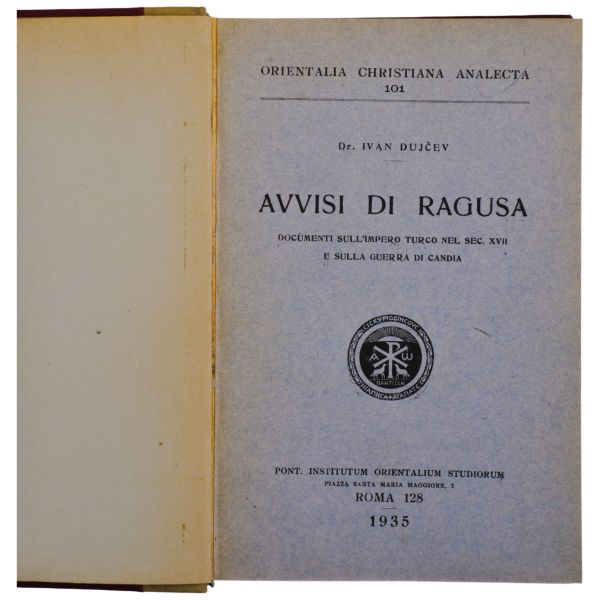 ORIENTALIA CHRISTIANA ANALECTA
101
Dr. IVAN DUJČEV
AVVISI DI RAGUSA
DOCUMENTI SULL'IMPERO TURCO NEL SEC. XVII
E SULLA GUERRA DI CANDIA
Α Ω
PONT. INSTITUTUM ORIENTALIUM STUDIORUM
PIAZZA SANTA MARIA MAGGIORE, 7
ROMA 128
1935